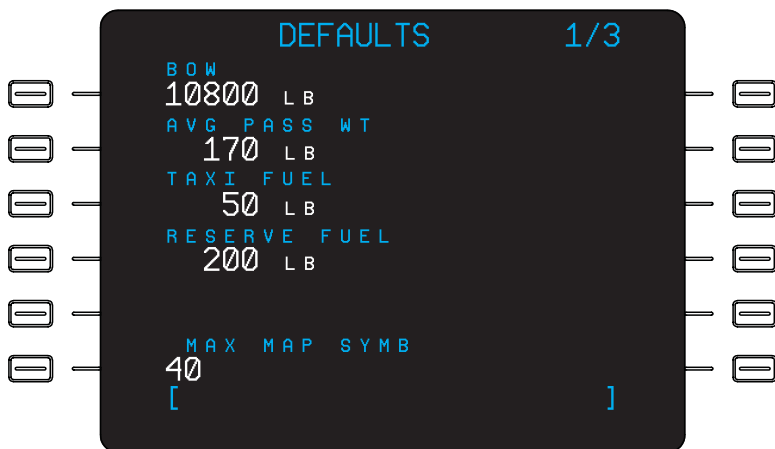 DEFAULTS 1/3
BOW
10800 LB
AVG PASS WT
170 LB
TAXI FUEL
50 LB
RESERVE FUEL
200 LB
MAX MAP SYMB
40
[ ]